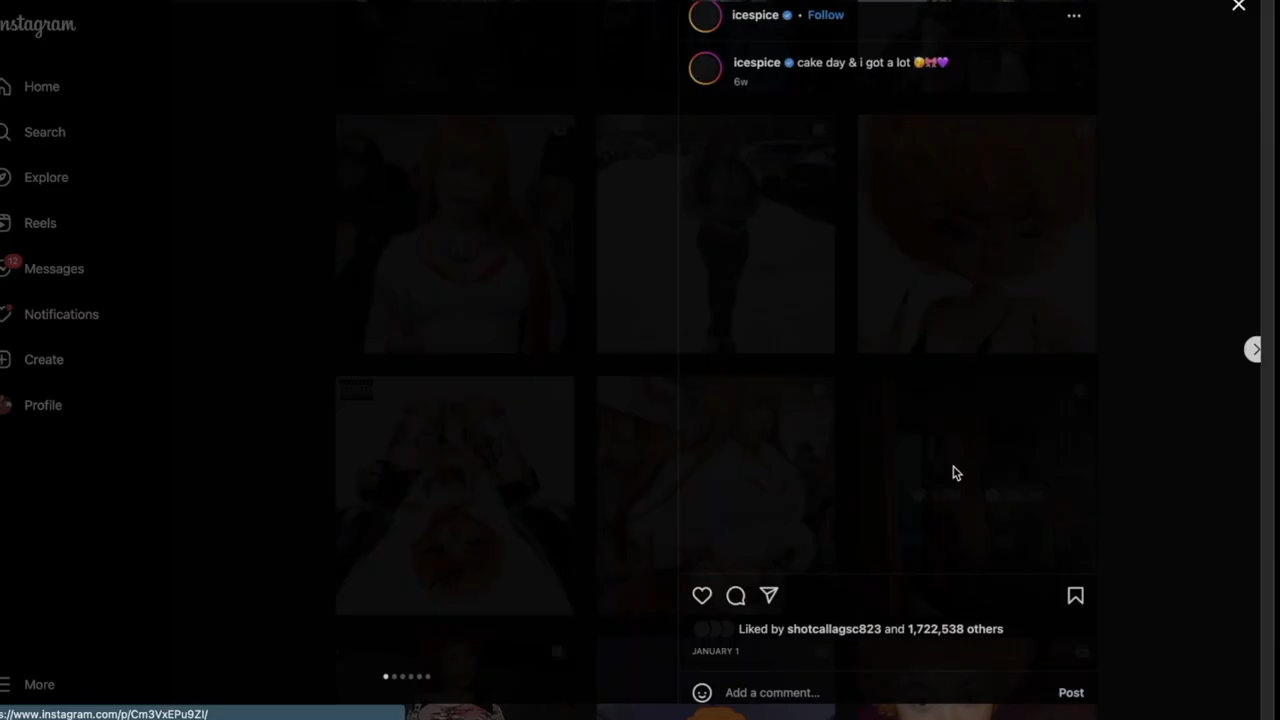 nstagram
icespice • Follow
icespice cake day & i got a lot 🥳🎀💜
6w
Home
Search
Explore
Reels
12
Messages
Notifications
Create
Profile
Liked by shotcallagsc823 and 1,722,538 others
JANUARY 1
More
Add a comment...
Post
s://www.instagram.com/p/Cm3VxEPu9ZI/